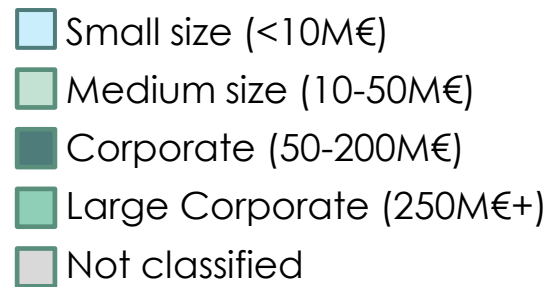 Small size (<10M€)
Medium size (10-50M€)
Corporate (50-200M€)
Large Corporate (250M€+)
Not classified